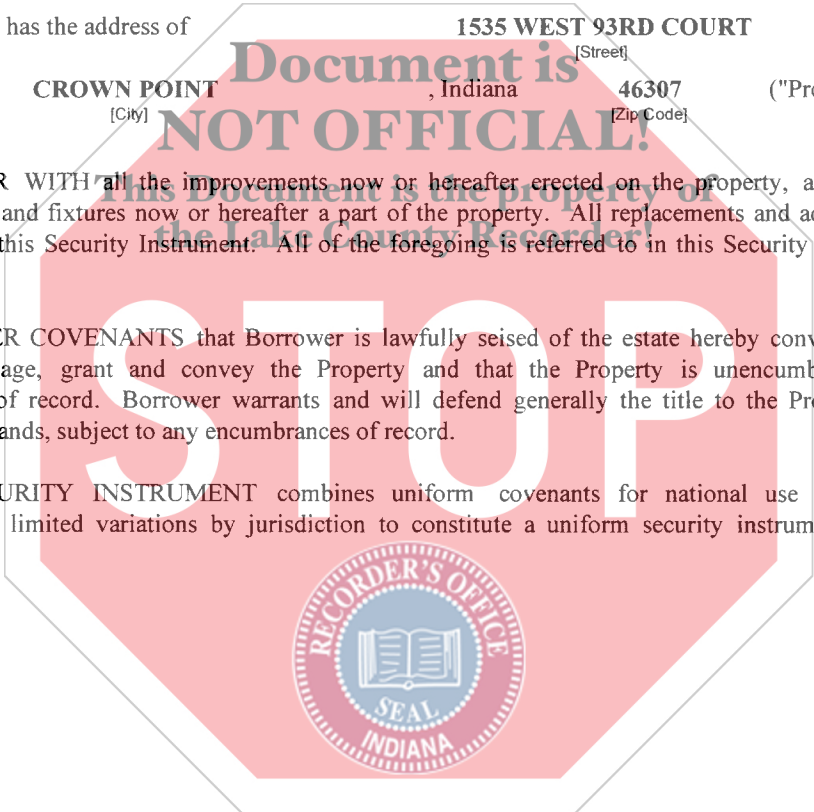 has the address of 1535 WEST 93RD COURT
[Street]
Document is
CROWN POINT , Indiana 46307 ("Pro
[City] [Zip Code]
NOT OFFICIAL!
R WITH all the improvements now or hereafter erected on the property, a
This Document is the property of
and fixtures now or hereafter a part of the property. All replacements and ad
the Lake County Recorder!
this Security Instrument. All of the foregoing is referred to in this Security
ER COVENANTS that Borrower is lawfully seised of the estate hereby conv
age, grant and convey the Property and that the Property is unencumb
of record. Borrower warrants and will defend generally the title to the Pro
ands, subject to any encumbrances of record.
STOP
URITY INSTRUMENT combines uniform covenants for national use
limited variations by jurisdiction to constitute a uniform security instrum
RECORDER'S OFFICE
SEAL
INDIANA